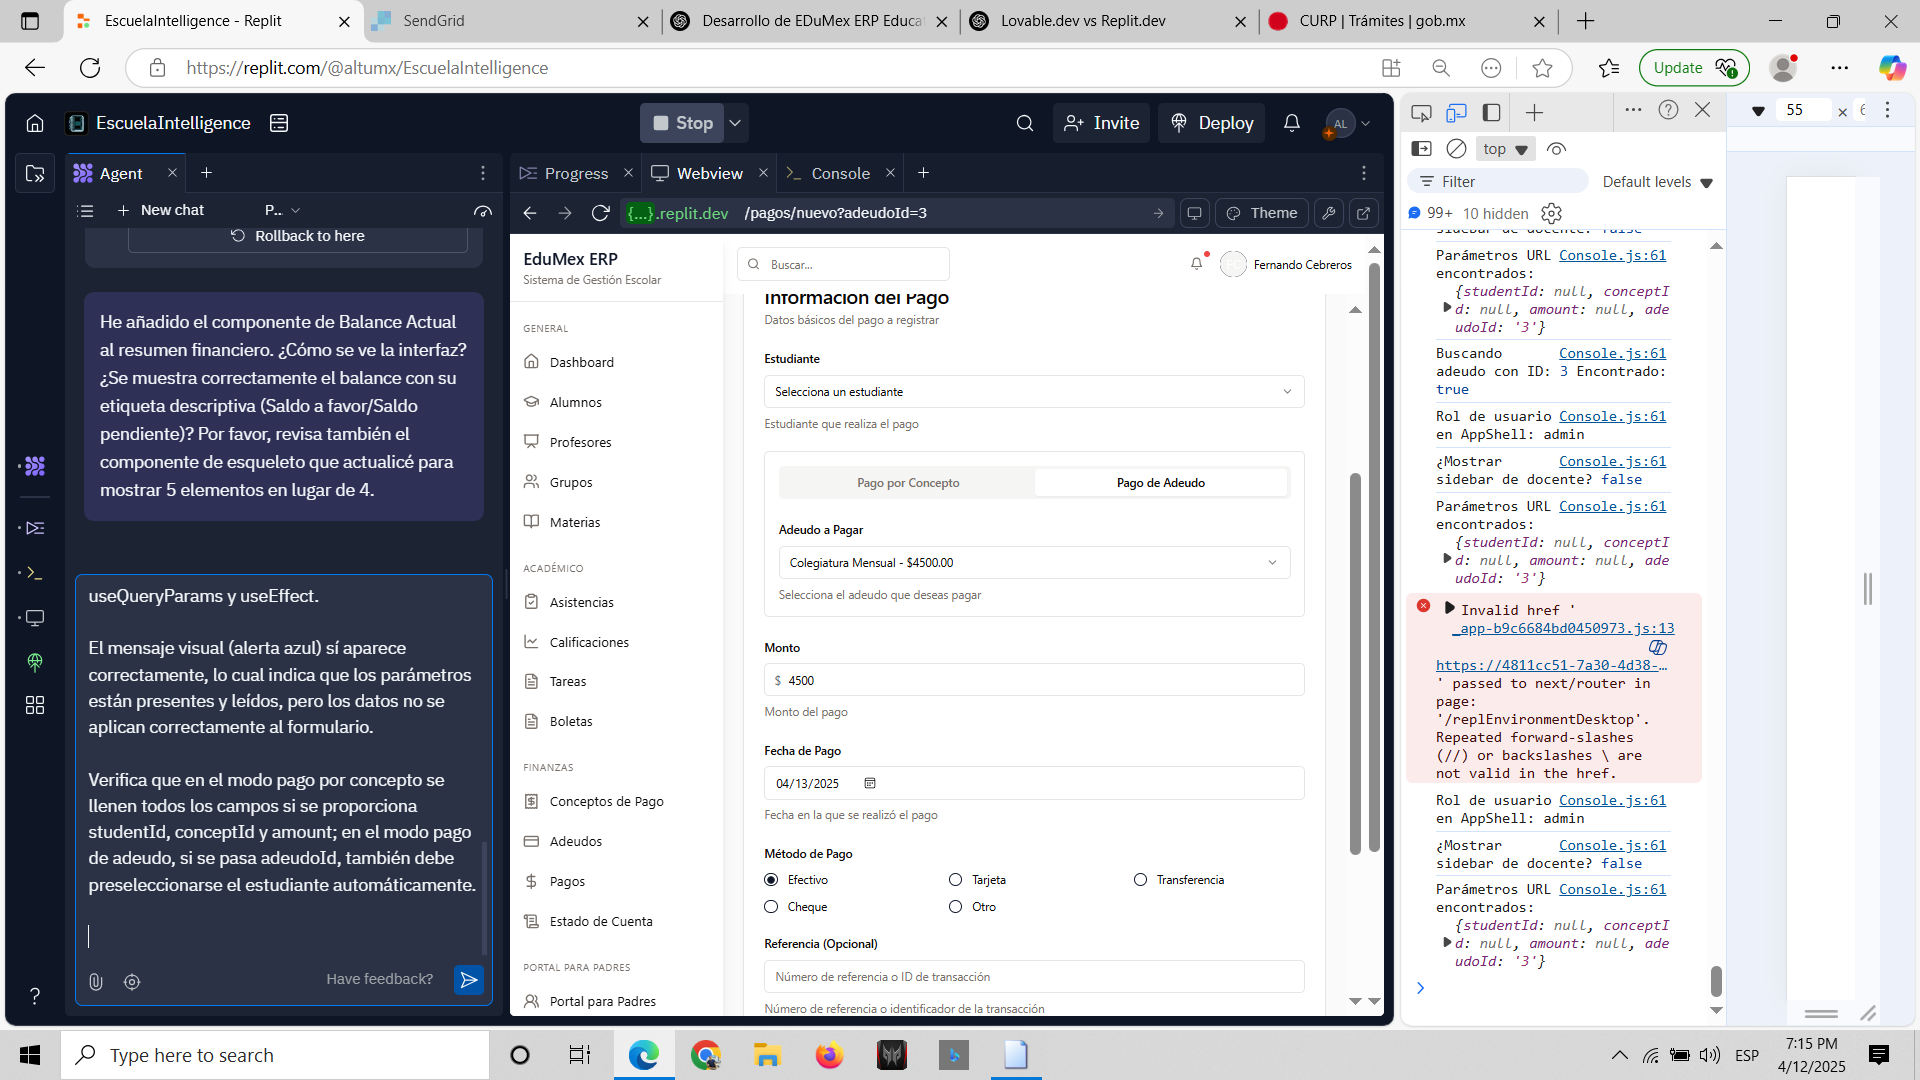 EscuelaIntelligence - Replit
SendGrid
Desarrollo de EDuMex ERP Educa
Lovable.dev vs Replit.dev
CURP | Trámites | gob.mx
https://replit.com/@altumx/EscuelaIntelligence
Update
EscuelaIntelligence
Stop
Invite
Deploy
AL
Agent
Progress
Webview
Console
New chat
P...
{...}.replit.dev /pagos/nuevo?adeudoId=3
Theme
Rollback to here
He añadido el componente de Balance Actual
al resumen financiero. ¿Cómo se ve la interfaz?
¿Se muestra correctamente el balance con su
etiqueta descriptiva (Saldo a favor/Saldo
pendiente)? Por favor, revisa también el
componente de esqueleto que actualicé para
mostrar 5 elementos en lugar de 4.
useQueryParams y useEffect.
El mensaje visual (alerta azul) sí aparece
correctamente, lo cual indica que los parámetros
están presentes y leídos, pero los datos no se
aplican correctamente al formulario.
Verifica que en el modo pago por concepto se
llenen todos los campos si se proporciona
studentId, conceptId y amount; en el modo pago
de adeudo, si se pasa adeudoId, también debe
preseleccionarse el estudiante automáticamente.
Have feedback?
EduMex ERP
Sistema de Gestión Escolar
GENERAL
Dashboard
Alumnos
Profesores
Grupos
Materias
ACADÉMICO
Asistencias
Calificaciones
Tareas
Boletas
FINANZAS
Conceptos de Pago
Adeudos
Pagos
Estado de Cuenta
PORTAL PARA PADRES
Portal para Padres
Buscar...
Fernando Cebreros
Información del Pago
Datos básicos del pago a registrar
Estudiante
Selecciona un estudiante
Estudiante que realiza el pago
Pago por Concepto
Pago de Adeudo
Adeudo a Pagar
Colegiatura Mensual - $4500.00
Selecciona el adeudo que deseas pagar
Monto
$ 4500
Monto del pago
Fecha de Pago
04/13/2025
Fecha en la que se realizó el pago
Método de Pago
Efectivo
Tarjeta
Transferencia
Cheque
Otro
Referencia (Opcional)
Número de referencia o ID de transacción
Número de referencia o identificador de la transacción
55
×
top
Filter
Default levels
99+
10 hidden
sidebar de docente? false
Parámetros URL Console.js:61
encontrados:
{studentId: null, conceptI
d: null, amount: null, ade
udoId: '3'}
Buscando Console.js:61
adeudo con ID: 3 Encontrado:
true
Rol de usuario Console.js:61
en AppShell: admin
¿Mostrar Console.js:61
sidebar de docente? false
Parámetros URL Console.js:61
encontrados:
{studentId: null, conceptI
d: null, amount: null, ade
udoId: '3'}
Invalid href '
_app-b9c6684bd0450973.js:13
https://4811cc51-7a30-4d38-…
' passed to next/router in
page:
'/replEnvironmentDesktop'.
Repeated forward-slashes
(//) or backslashes \ are
not valid in the href.
Rol de usuario Console.js:61
en AppShell: admin
¿Mostrar Console.js:61
sidebar de docente? false
Parámetros URL Console.js:61
encontrados:
{studentId: null, conceptI
d: null, amount: null, ade
udoId: '3'}
Type here to search
ESP
7:15 PM
4/12/2025